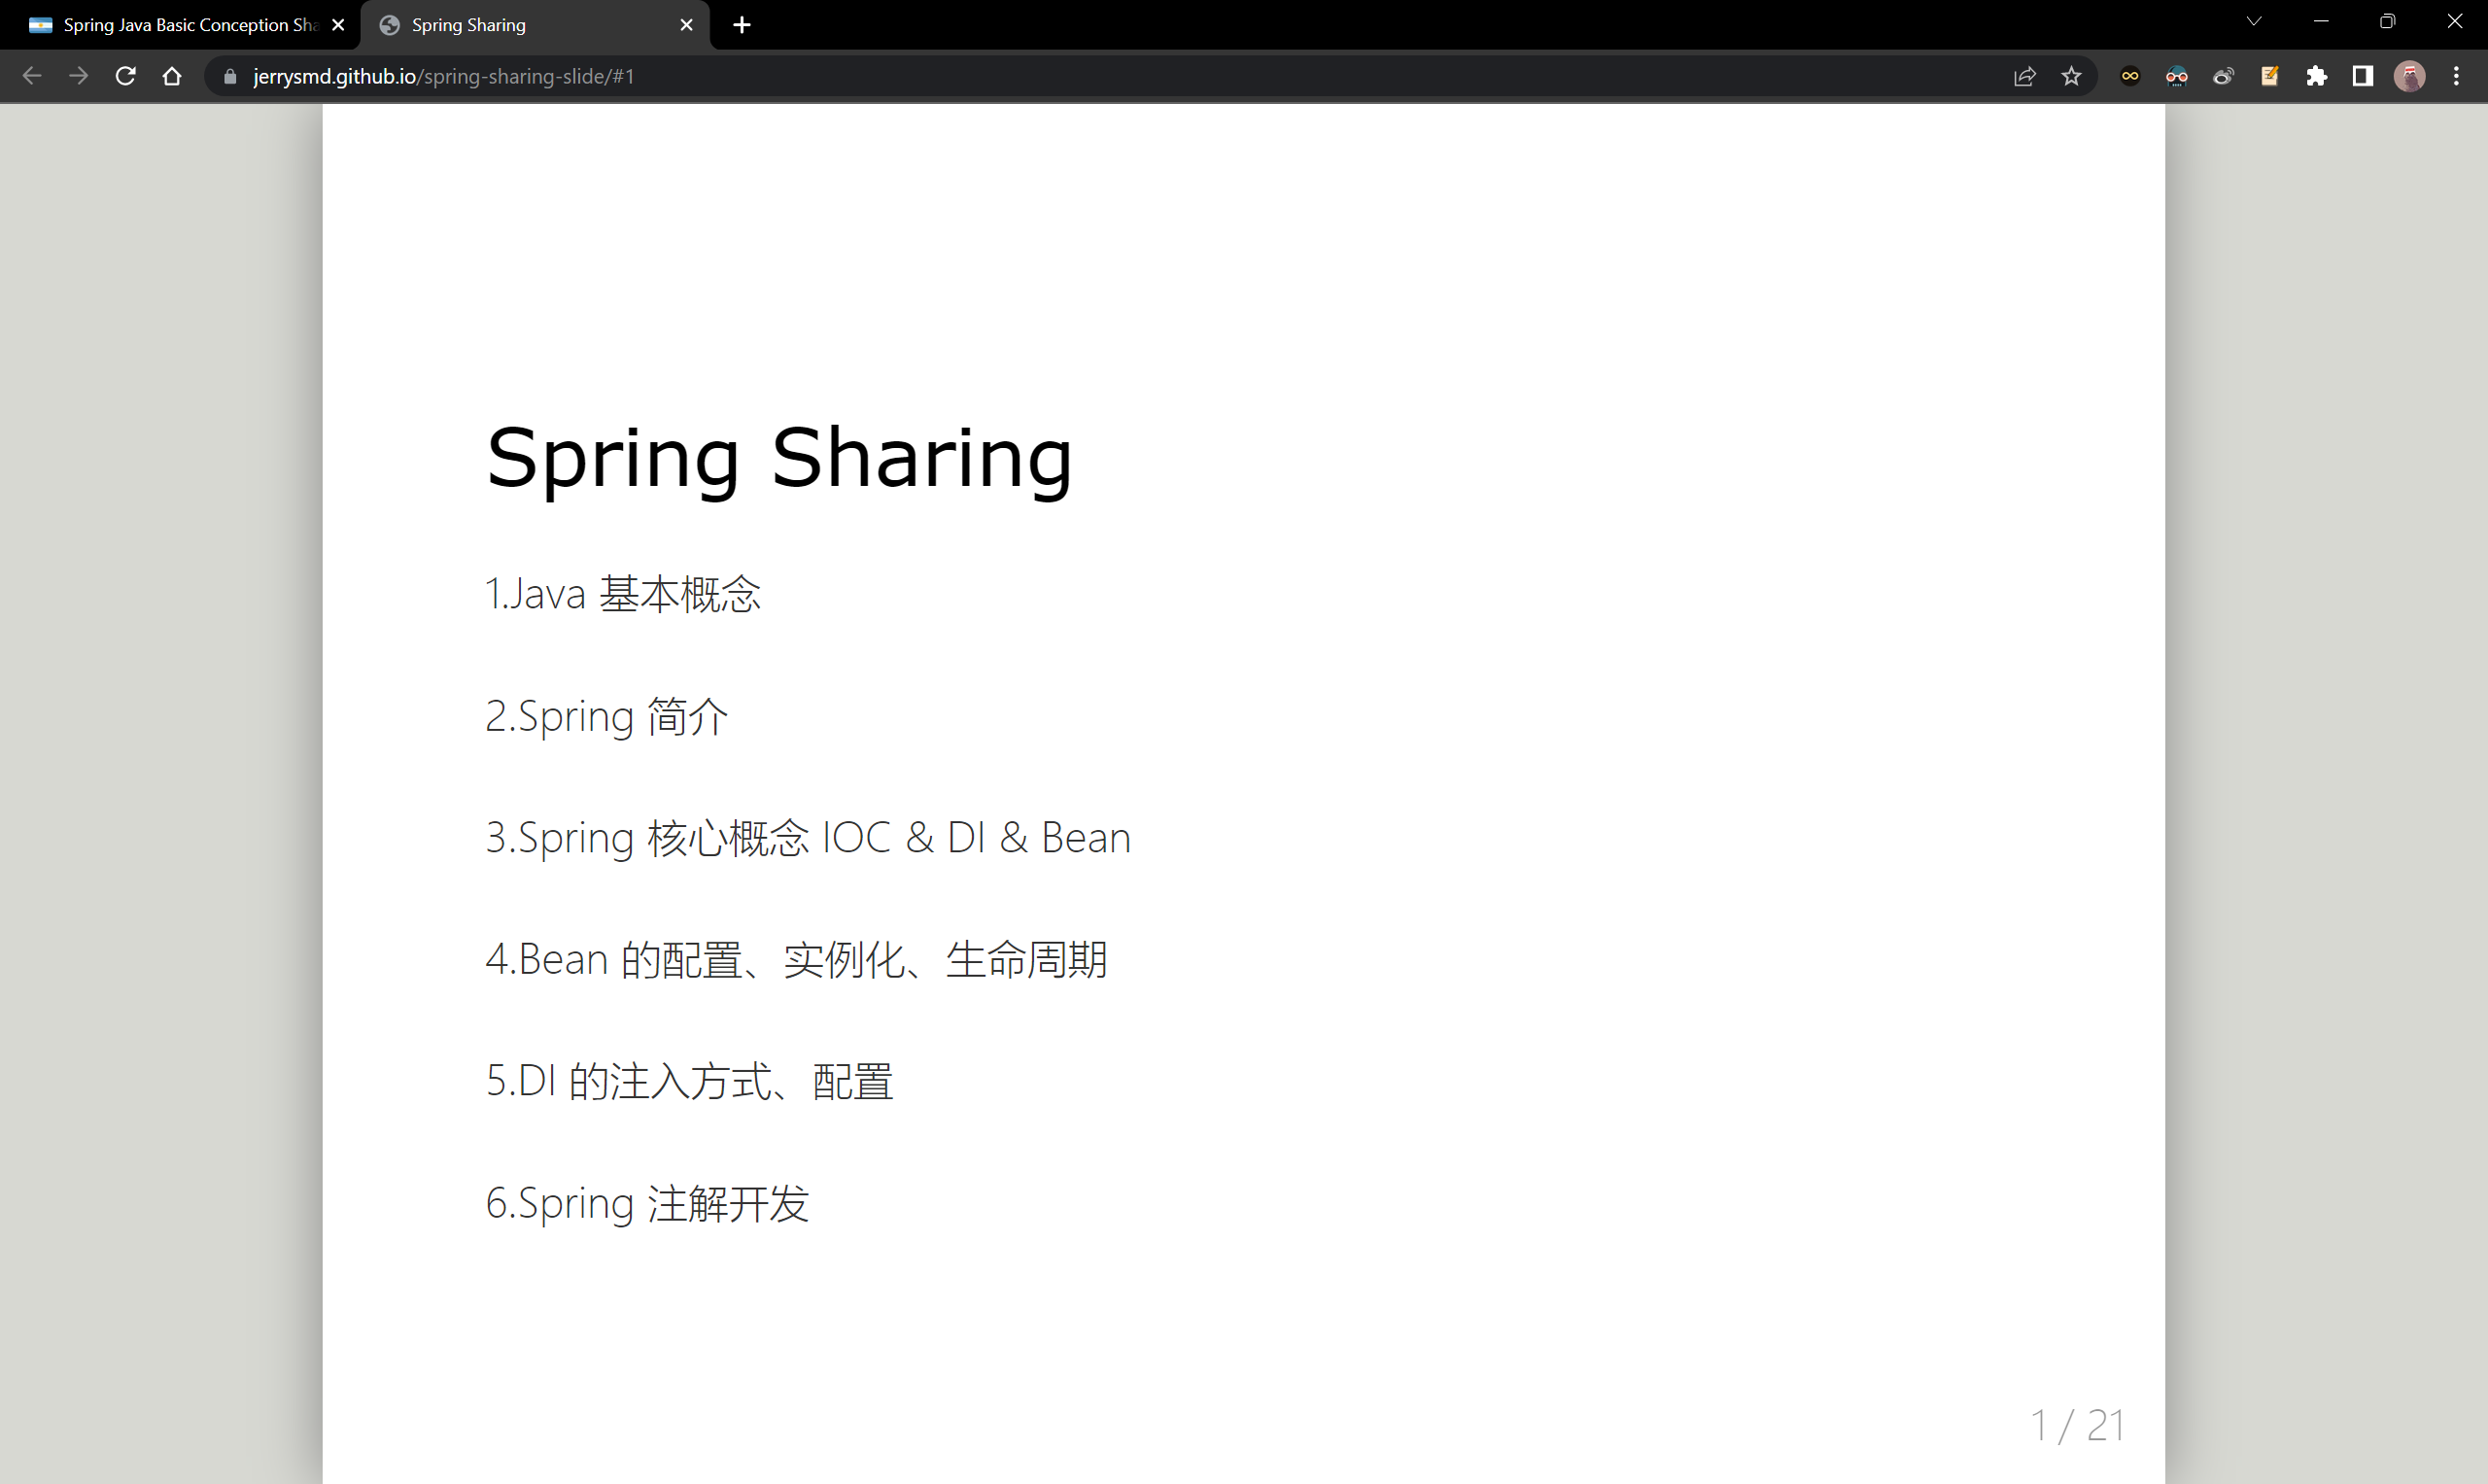 Spring Java Basic Conception Sha
Spring Sharing
jerrysmd.github.io/spring-sharing-slide/#1
Spring Sharing
1.Java 基本概念
2.Spring 简介
3.Spring 核心概念 IOC & DI & Bean
4.Bean 的配置、实例化、生命周期
5.DI 的注入方式、配置
6.Spring 注解开发
1 / 21